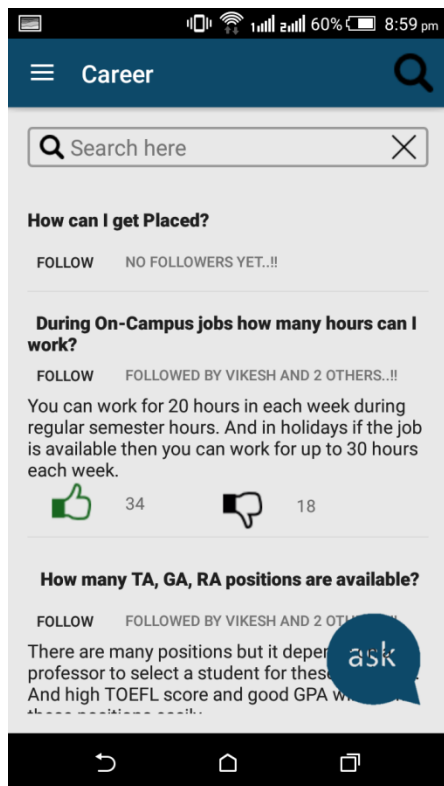 60% 8:59 pm
Career
Search here
How can I get Placed?
FOLLOW NO FOLLOWERS YET..!!
During On-Campus jobs how many hours can I
work?
FOLLOW FOLLOWED BY VIKESH AND 2 OTHERS..!!
You can work for 20 hours in each week during
regular semester hours. And in holidays if the job
is available then you can work for up to 30 hours
each week.
34 18
How many TA, GA, RA positions are available?
FOLLOW FOLLOWED BY VIKESH AND 2
There are many positions but it
ask
professor to select a student for
And high TOEFL score and good GPA